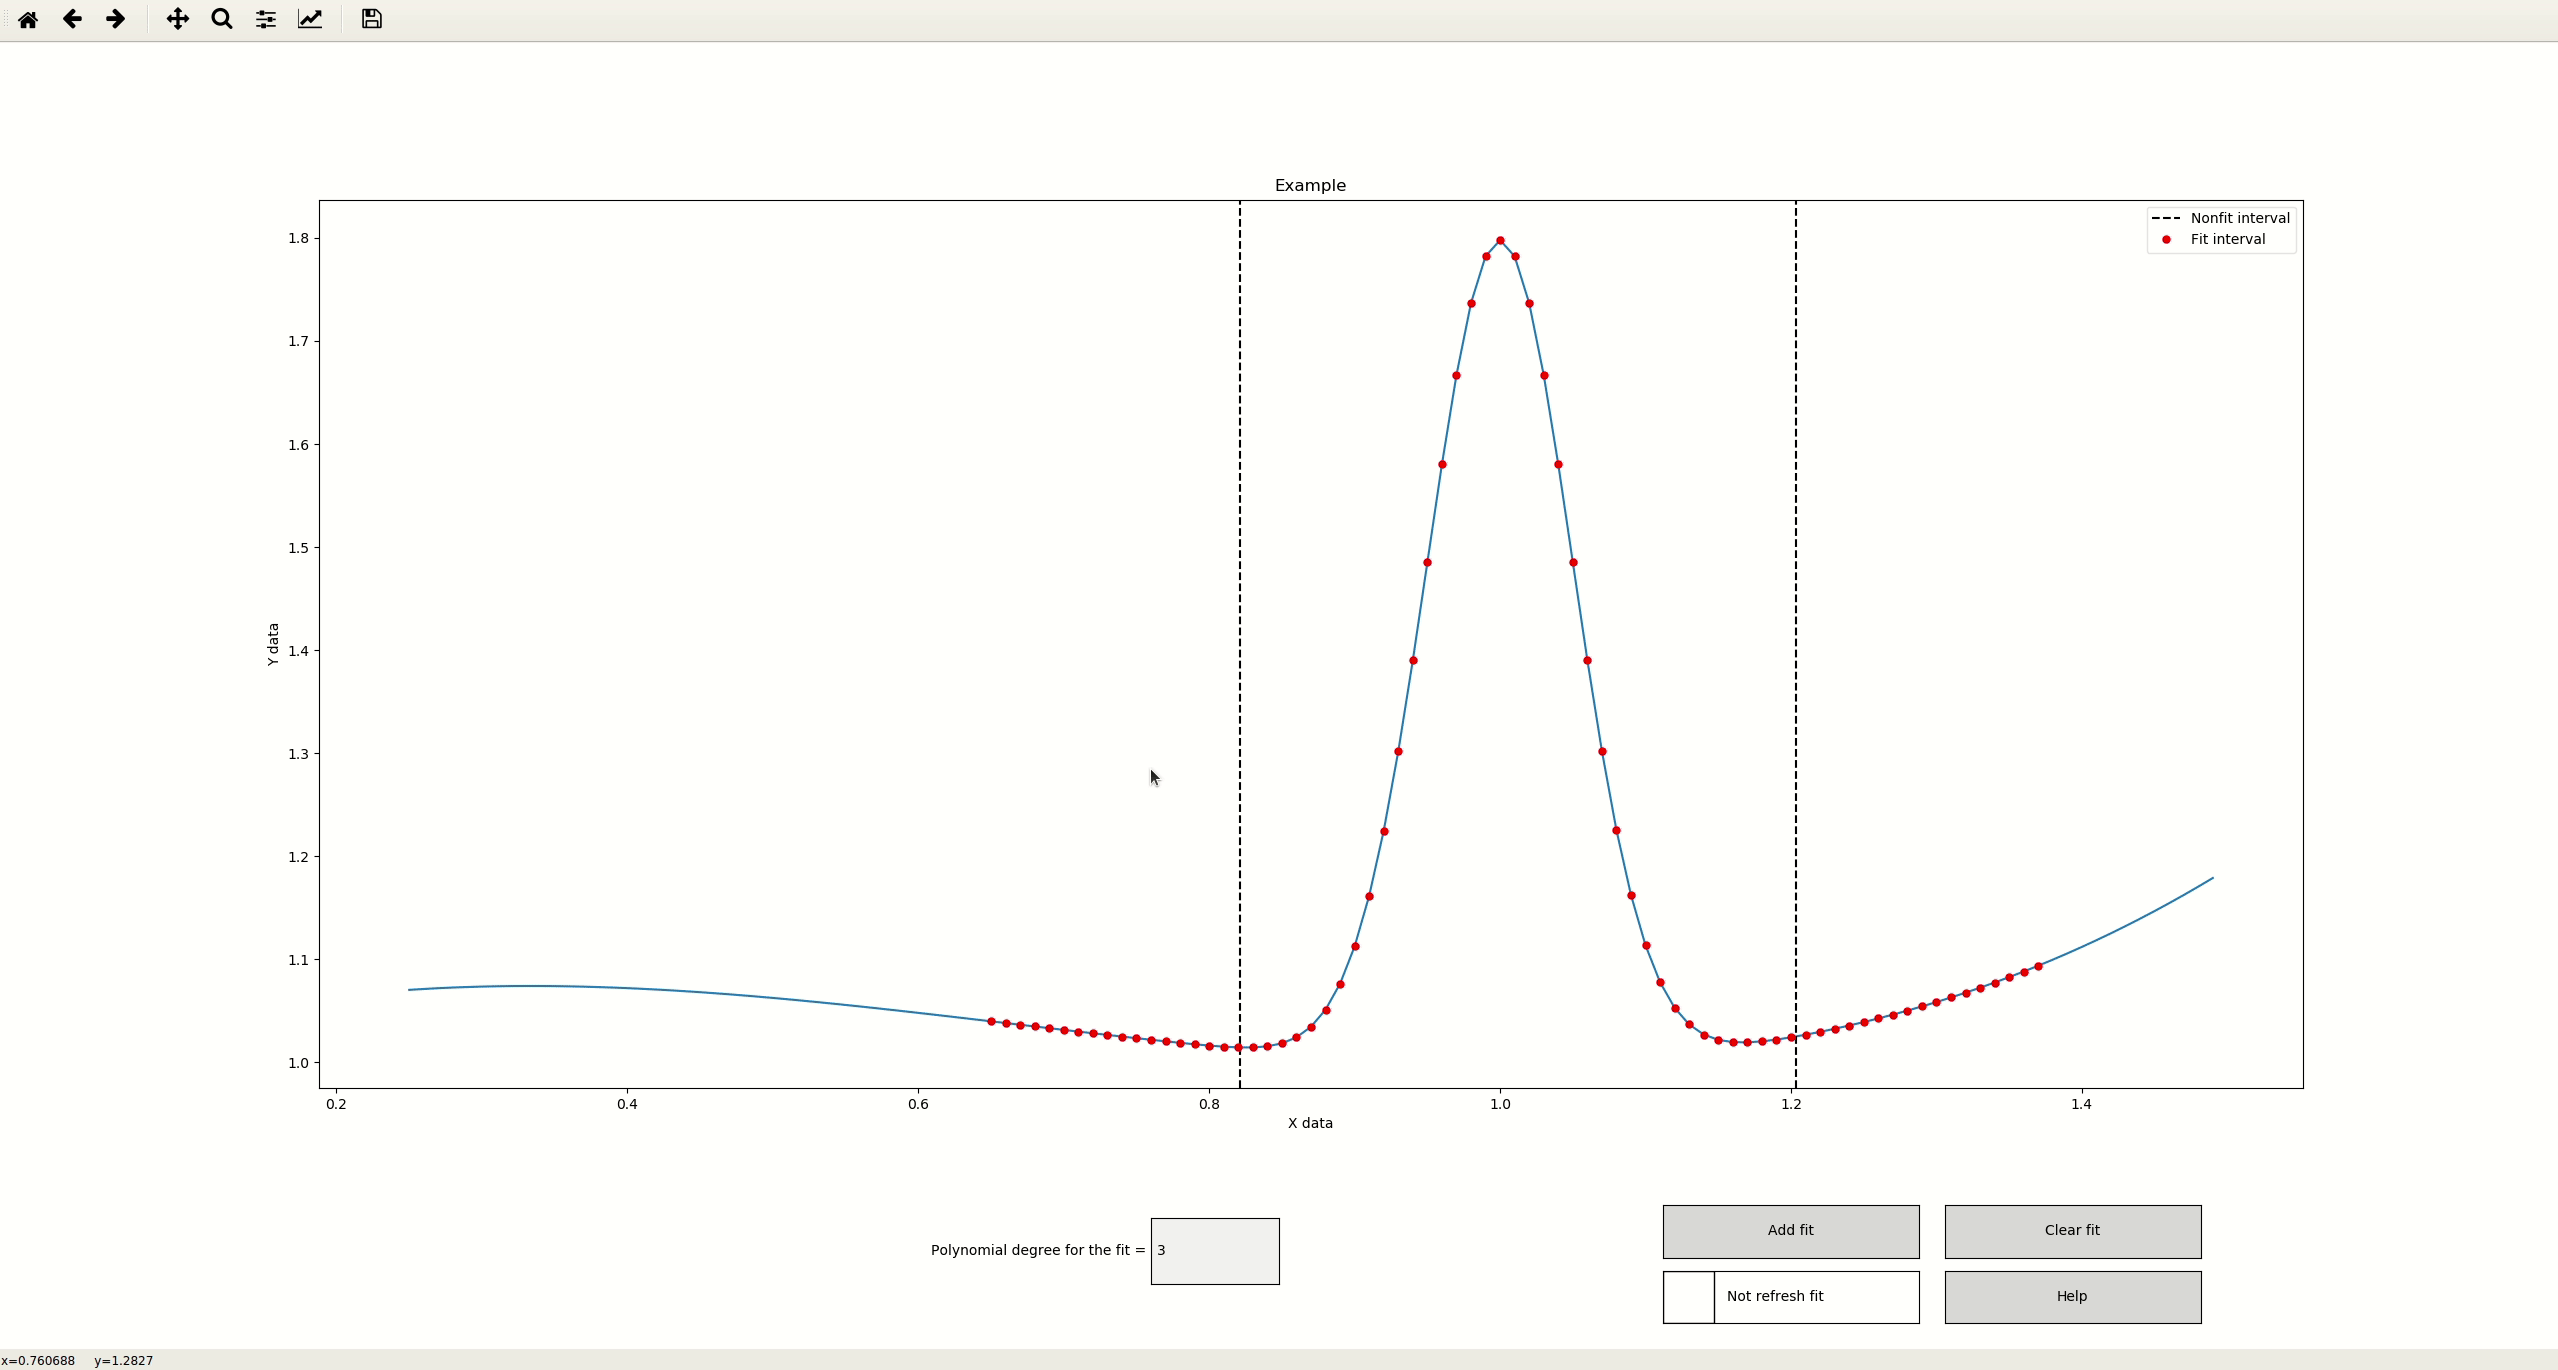 Example
Nonfit interval
Fit interval
1.8
1.7
1.6
1.5
1.4
1.3
1.2
1.1
1.0
Y data
0.2 0.4 0.6 0.8 1.0 1.2 1.4
X data
Polynomial degree for the fit = 3
Add fit
Clear fit
Not refresh fit
Help
x=0.760688 y=1.2827